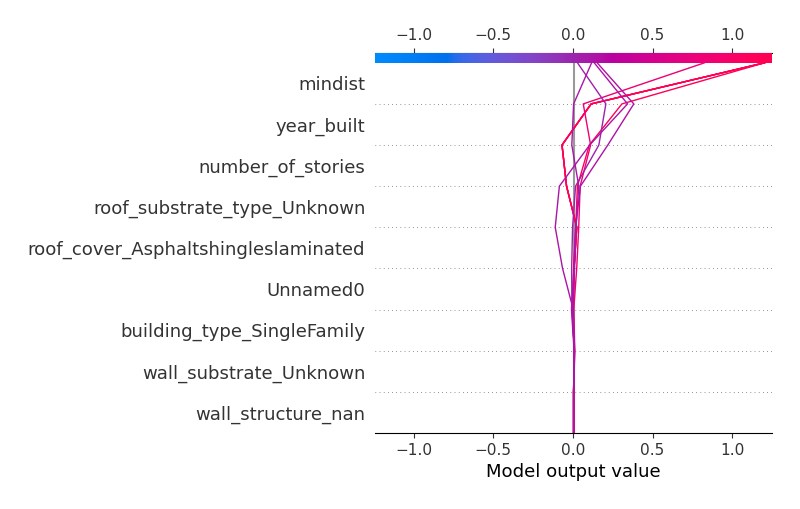 −1.0 −0.5 0.0 0.5 1.0
mindist
year_built
number_of_stories
roof_substrate_type_Unknown
roof_cover_Asphaltshingleslaminated
Unnamed0
building_type_SingleFamily
wall_substrate_Unknown
wall_structure_nan
−1.0 −0.5 0.0 0.5 1.0
Model output value